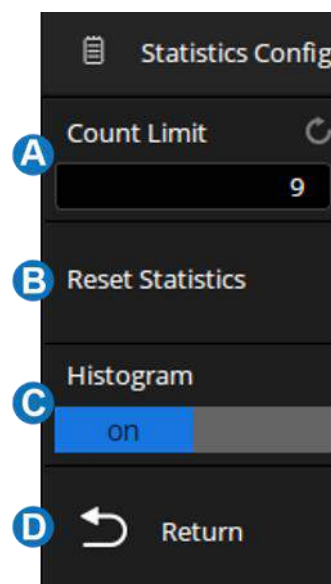 Statistics Config
A
Count Limit
9
B
Reset Statistics
Histogram
C
on
D
Return